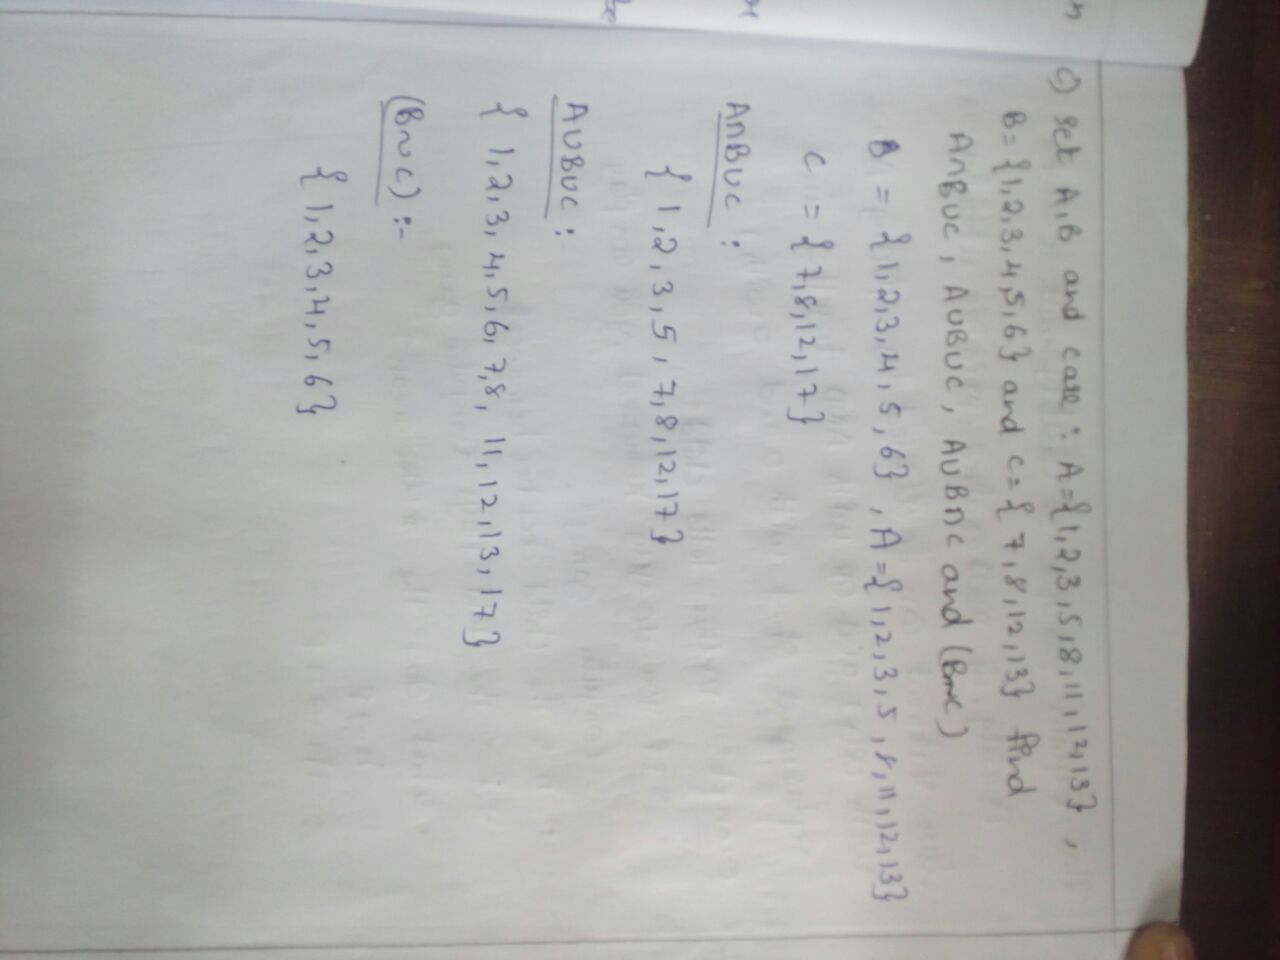 c) set A,B and care : A={1,2,3,5,8,11,12,13},
B={1,2,3,4,5,6} and c={7,8,12,13} find
A∩B∪C, A∪B∪C, A∪B∩C and (B~C)
B = {1,2,3,4,5,6}, A={1,2,3,5,8,11,12,13}
C = {7,8,12,17}
A∩B∪C :
{1,2,3,5,7,8,12,17}
A∪B∪C :
{1,2,3,4,5,6,7,8,11,12,13,17}
(B~C) :-
{1,2,3,4,5,6}